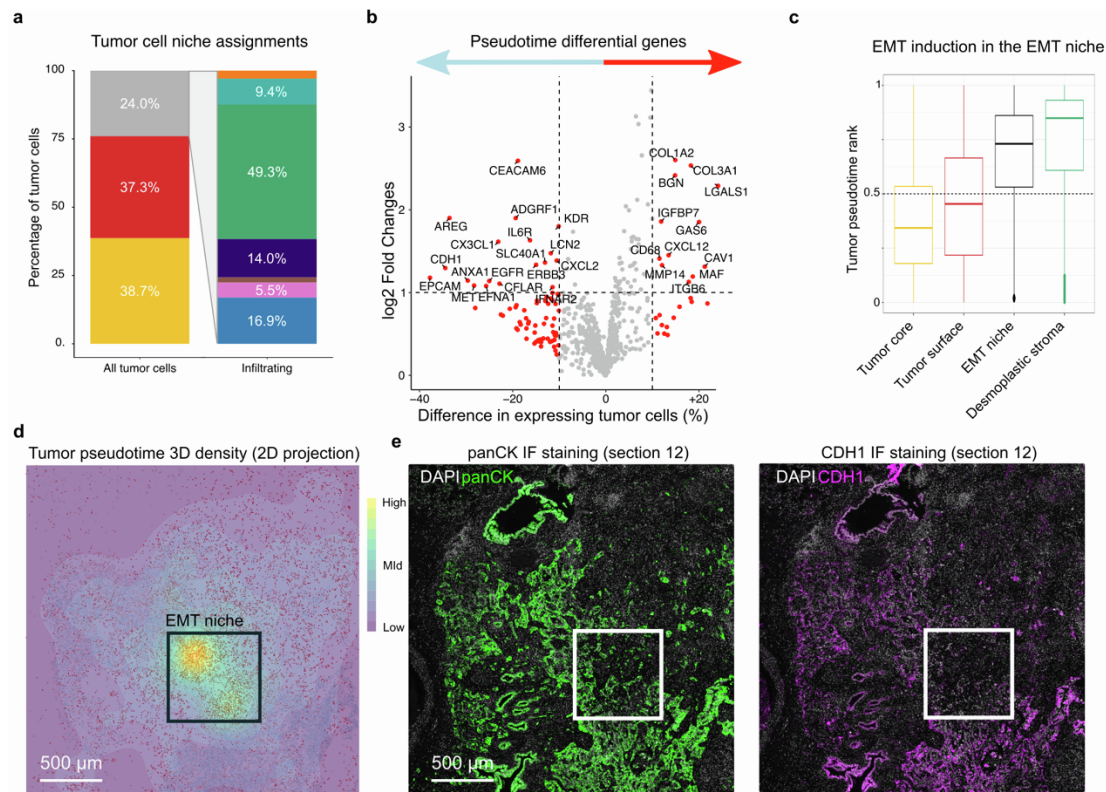 a
Tumor cell niche assignments
Percentage of tumor cells
100
75
50
25
0.
24.0%
37.3%
38.7%
9.4%
49.3%
14.0%
5.5%
16.9%
All tumor cells
Infiltrating
b
Pseudotime differential genes
log2 Fold Changes
3
2
1
0
CEACAM6
COL1A2
COL3A1
BGN
LGALS1
AREG
ADGRF1
KDR
IGFBP7
GAS6
CX3CL1
IL6R
LCN2
CD68
CXCL12
CDH1
SLC40A1
CXCL2
CAV1
ANXA1
EGFR
ERBB3
MMP14
MAF
EPCAM
CFLAR
ITGB6
MET
EFNA1
IFNAR2
−40
−20
0
+20
Difference in expressing tumor cells (%)
c
EMT induction in the EMT niche
Tumor pseudotime rank
1
0.5
0
Tumor core
Tumor surface
EMT niche
Desmoplastic stroma
d
Tumor pseudotime 3D density (2D projection)
EMT niche
500 µm
High
MId
Low
e
panCK IF staining (section 12)
DAPI panCK
500 µm
CDH1 IF staining (section 12)
DAPI CDH1